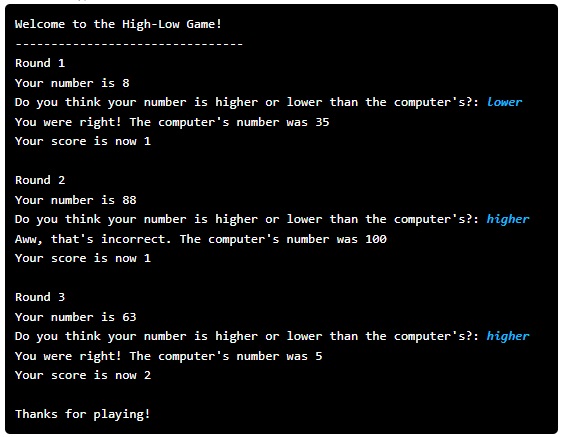 Welcome to the High-Low Game!
--------------------------------
Round 1
Your number is 8
Do you think your number is higher or lower than the computer's?: lower
You were right! The computer's number was 35
Your score is now 1
Round 2
Your number is 88
Do you think your number is higher or lower than the computer's?: higher
Aww, that's incorrect. The computer's number was 100
Your score is now 1
Round 3
Your number is 63
Do you think your number is higher or lower than the computer's?: higher
You were right! The computer's number was 5
Your score is now 2
Thanks for playing!